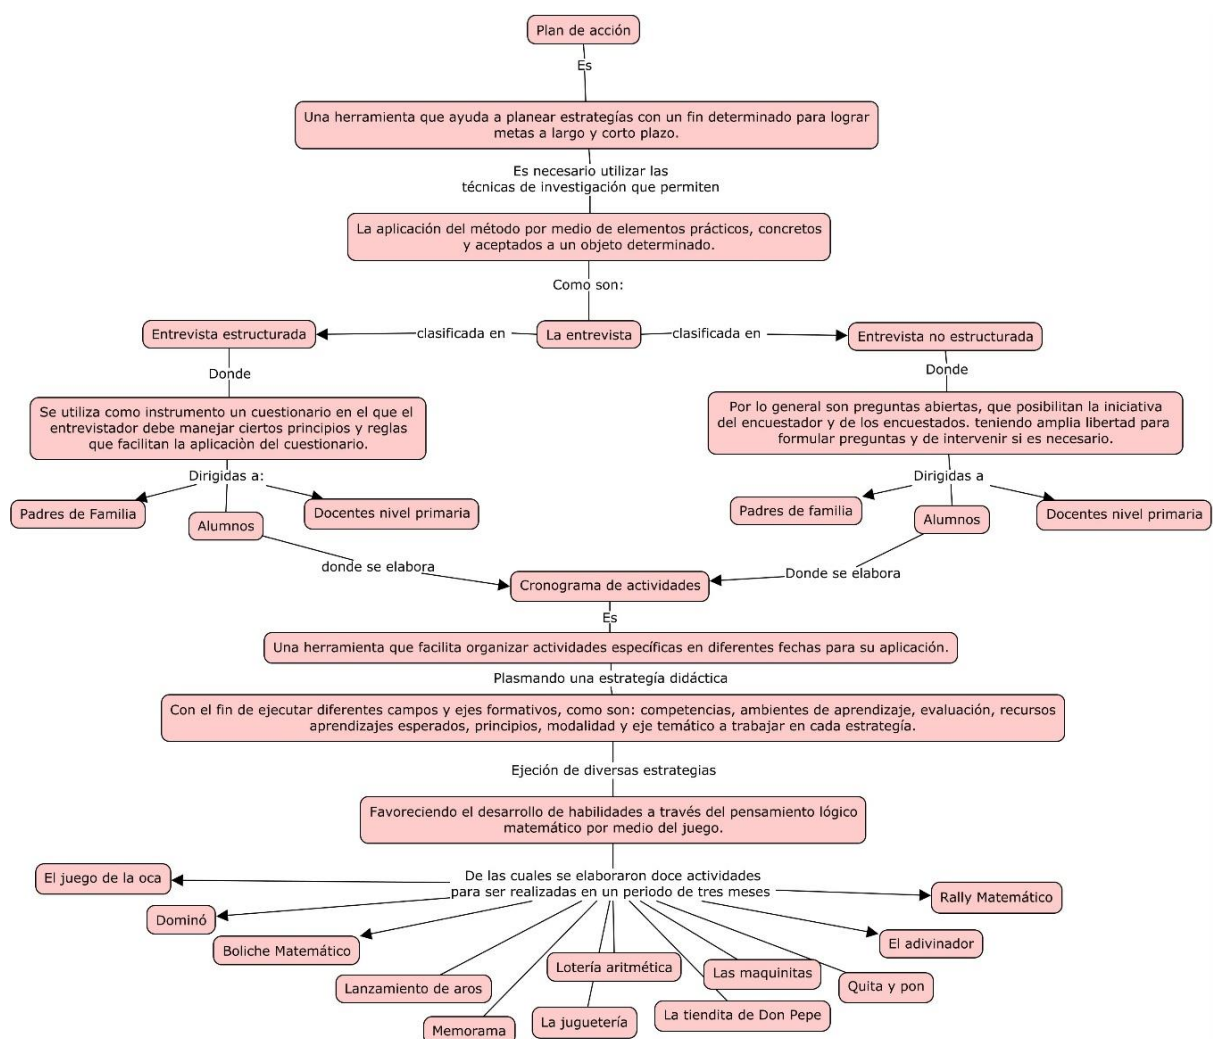 Plan de acción
Es
Una herramienta que ayuda a planear estrategías con un fin determinado para lograr
metas a largo y corto plazo.
Es necesario utilizar las
técnicas de investigación que permiten
La aplicación del método por medio de elementos prácticos, concretos
y aceptados a un objeto determinado.
Como son:
Entrevista estructurada
clasificada en
La entrevista
clasificada en
Entrevista no estructurada
Donde
Se utiliza como instrumento un cuestionario en el que el
entrevistador debe manejar ciertos principios y reglas
que facilitan la aplicaciòn del cuestionario.
Dirigidas a:
Padres de Familia
Alumnos
Docentes nivel primaria
Donde
Por lo general son preguntas abiertas, que posibilitan la iniciativa
del encuestador y de los encuestados. teniendo amplia libertad para
formular preguntas y de intervenir si es necesario.
Dirigidas a
Padres de familia
Alumnos
Docentes nivel primaria
donde se elabora
Donde se elabora
Cronograma de actividades
Es
Una herramienta que facilita organizar actividades específicas en diferentes fechas para su aplicación.
Plasmando una estrategía didáctica
Con el fin de ejecutar diferentes campos y ejes formativos, como son: competencias, ambientes de aprendizaje, evaluación, recursos
aprendizajes esperados, principios, modalidad y eje temático a trabajar en cada estrategía.
Ejeción de diversas estrategias
Favoreciendo el desarrollo de habilidades a través del pensamiento lógico
matemático por medio del juego.
De las cuales se elaboraron doce actividades
para ser realizadas en un periodo de tres meses
El juego de la oca
Dominó
Boliche Matemático
Lanzamiento de aros
Memorama
Lotería aritmética
La juguetería
Las maquinitas
La tiendita de Don Pepe
Quita y pon
El adivinador
Rally Matemático